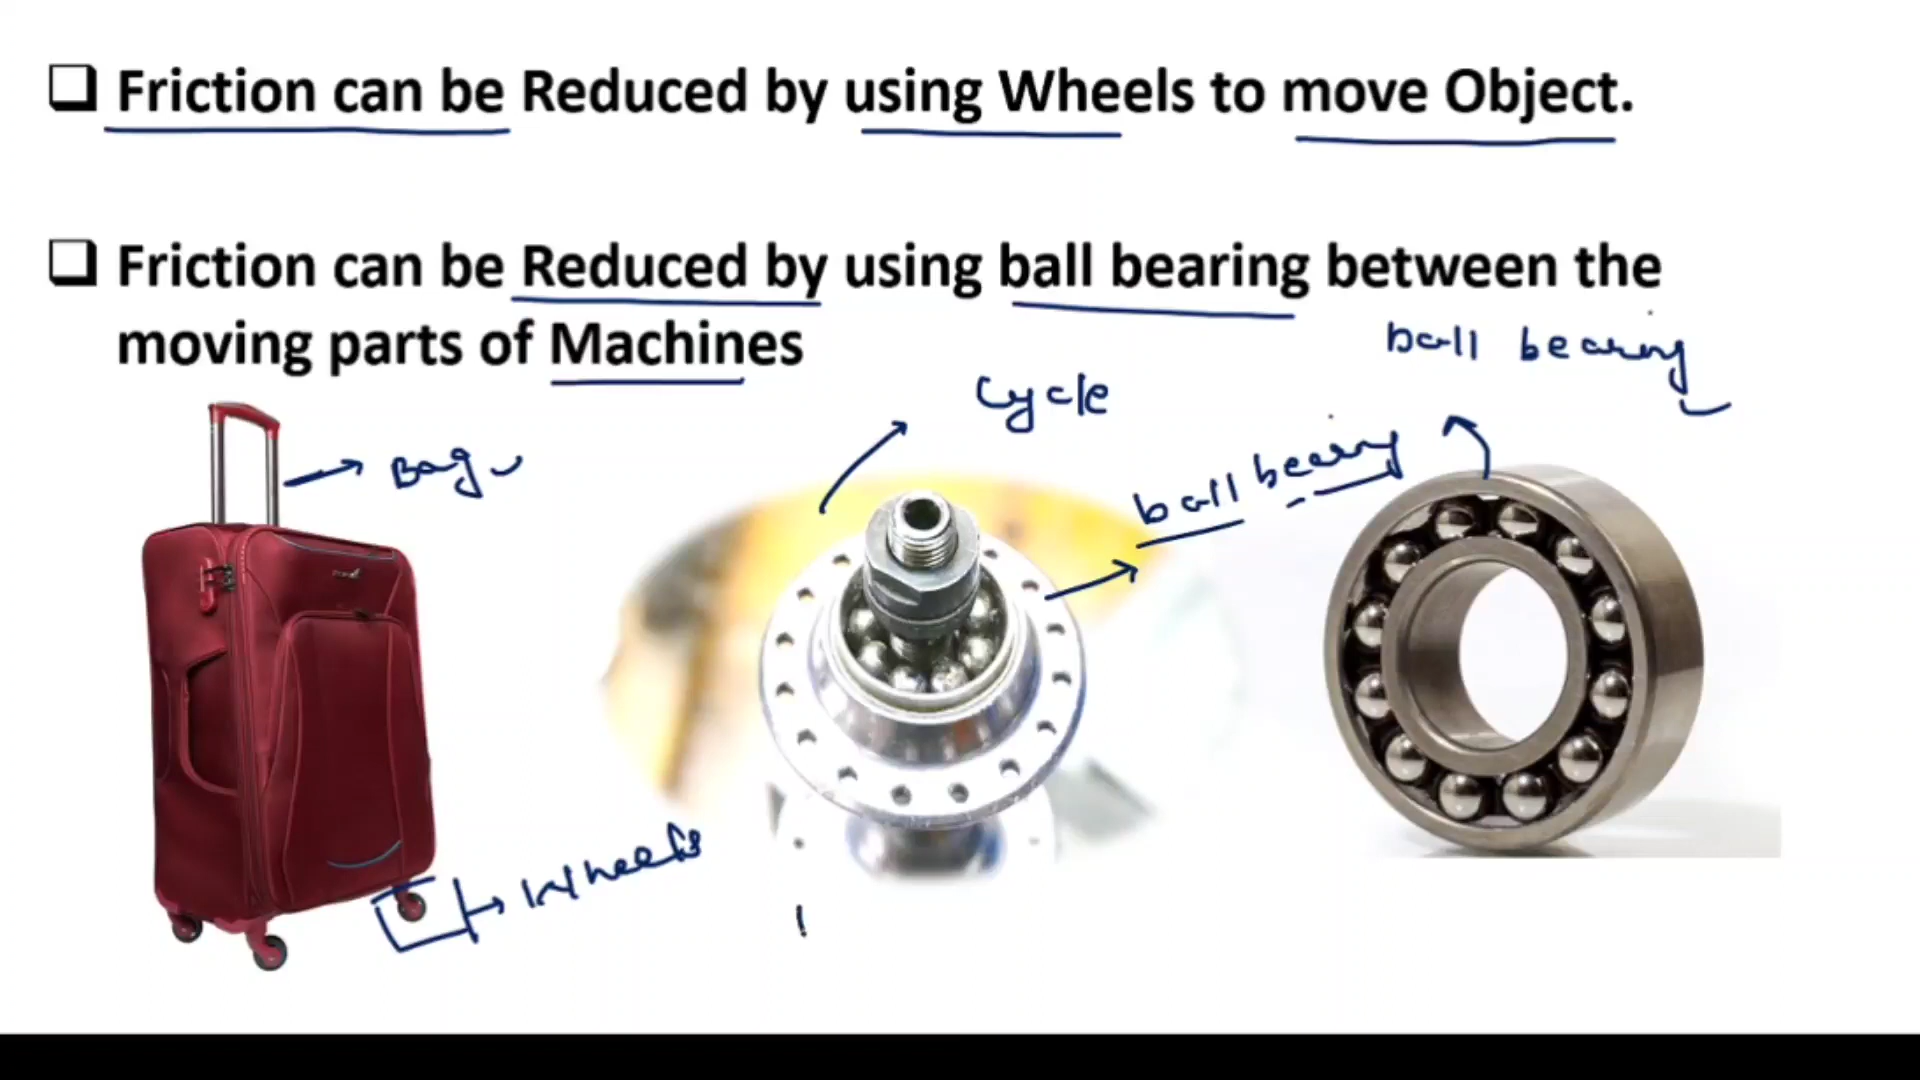 Friction can be Reduced by using Wheels to move Object.
Friction can be Reduced by using ball bearing between the
moving parts of Machines
ball bearing
Cycle
Bag
ball bearing
Wheels